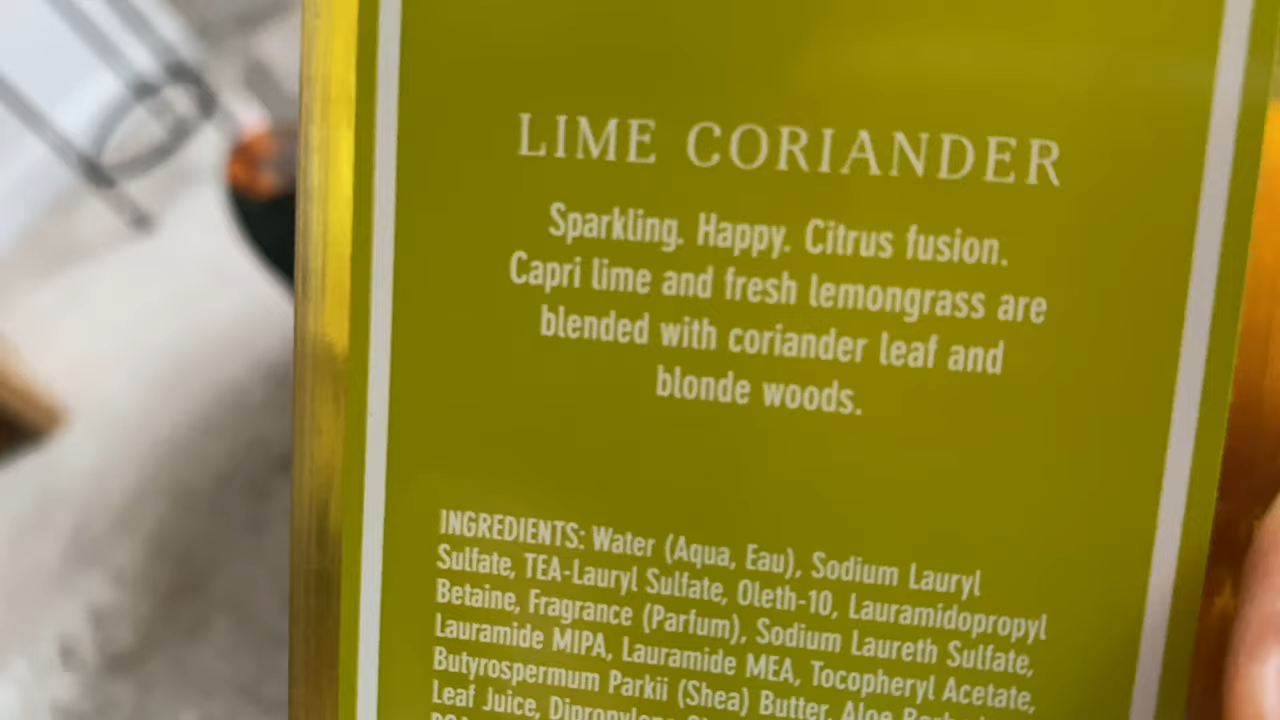 LIME CORIANDER
Sparkling. Happy. Citrus fusion.
Capri lime and fresh lemongrass are
blended with coriander leaf and
blonde woods.
INGREDIENTS: Water (Aqua, Eau), Sodium Lauryl
Sulfate, TEA-Lauryl Sulfate, Oleth-10, Lauramidopropyl
Betaine, Fragrance (Parfum), Sodium Laureth Sulfate,
Lauramide MIPA, Lauramide MEA, Tocopheryl Acetate,
Butyrospermum Parkii (Shea) Butter, Aloe
Leaf Juice,